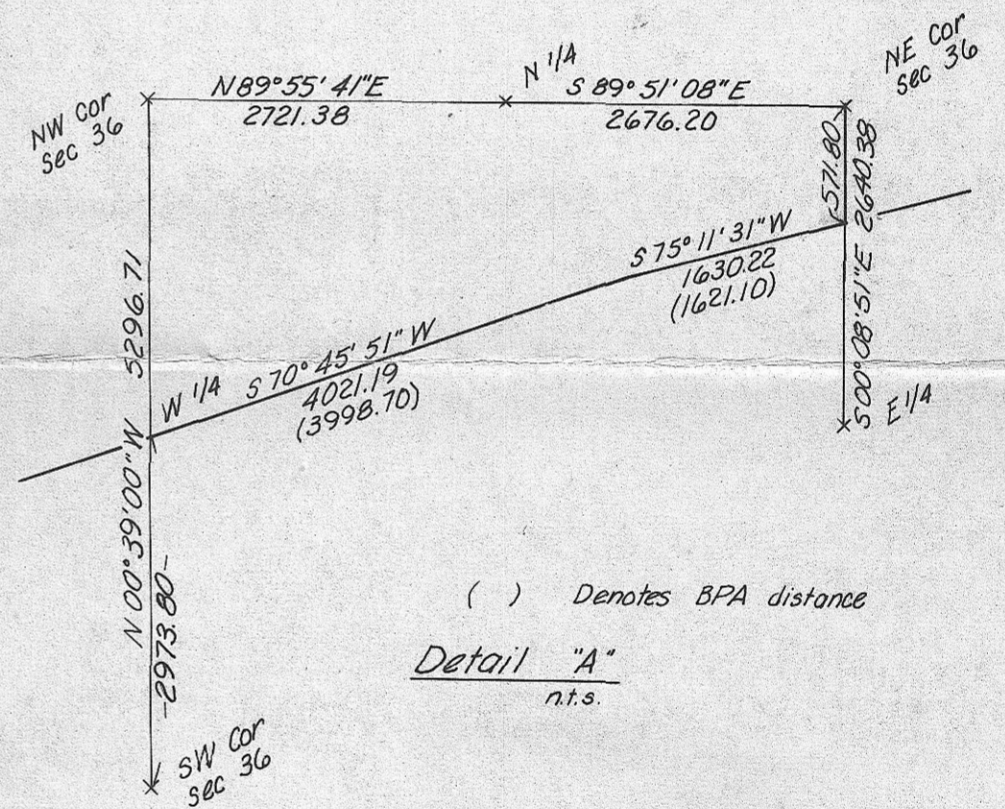 NW Cor
Sec 36
N89°55'41"E
2721.38
N 1/4
S 89°51'08"E
2676.20
NE Cor
Sec 36
571.80
S00°08'51"E 2640.38
E 1/4
S 75°11'31"W
1630.22
(1621.10)
S 70°45'51"W
4021.19
(3998.70)
W 1/4
N 00°39'00"W 5296.71
-2973.80-
SW Cor
Sec 36
( ) Denotes BPA distance
Detail "A"
n.t.s.